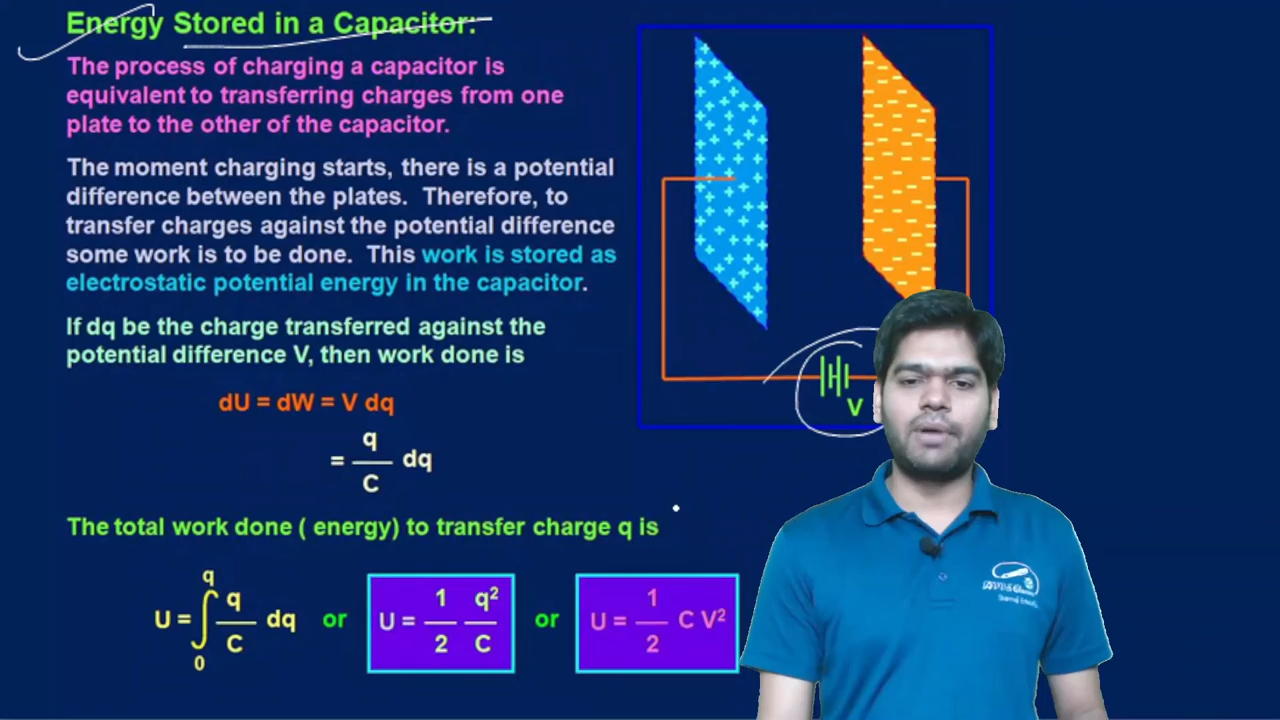 Energy Stored in a Capacitor:
The process of charging a capacitor is
equivalent to transferring charges from one
plate to the other of the capacitor.
The moment charging starts, there is a potential
difference between the plates. Therefore, to
transfer charges against the potential difference
some work is to be done. This work is stored as
electrostatic potential energy in the capacitor.
If dq be the charge transferred against the
potential difference V, then work done is
dU = dW = V dq
= q/C dq
The total work done ( energy) to transfer charge q is
U = ∫₀^q q/C dq or U = 1/2 q²/C or U = 1/2 C V²
V